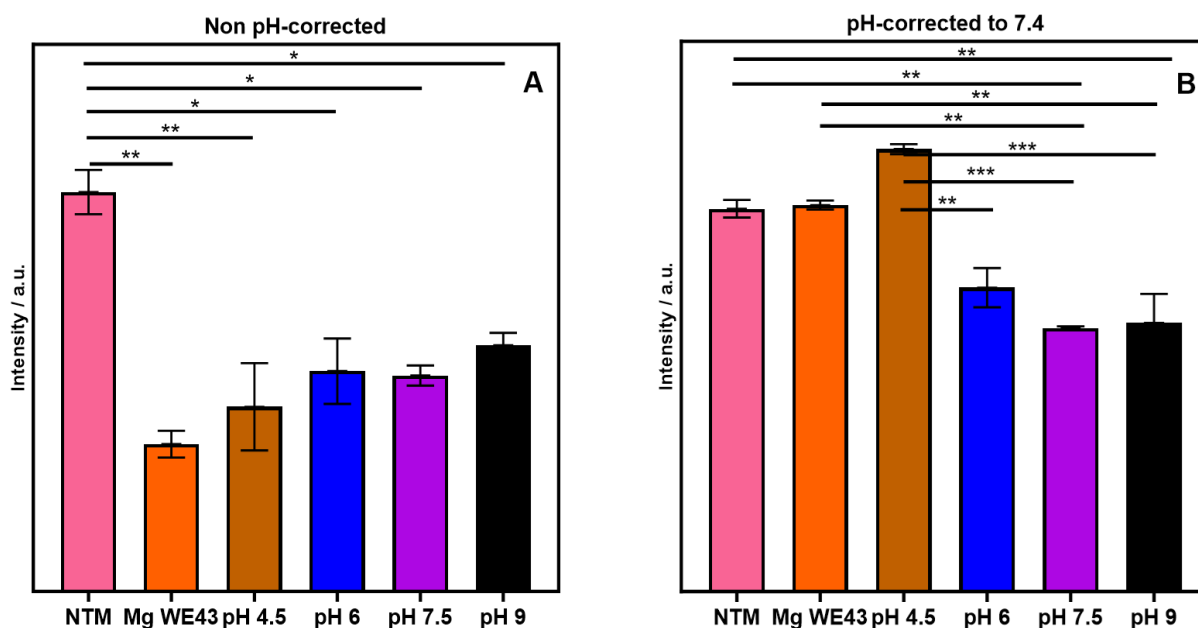 Non pH-corrected
A
*
*
*
**
**
Intensity / a.u.
NTM Mg WE43 pH 4.5 pH 6 pH 7.5 pH 9
pH-corrected to 7.4
B
**
**
**
**
***
***
**
Intensity / a.u.
NTM Mg WE43 pH 4.5 pH 6 pH 7.5 pH 9